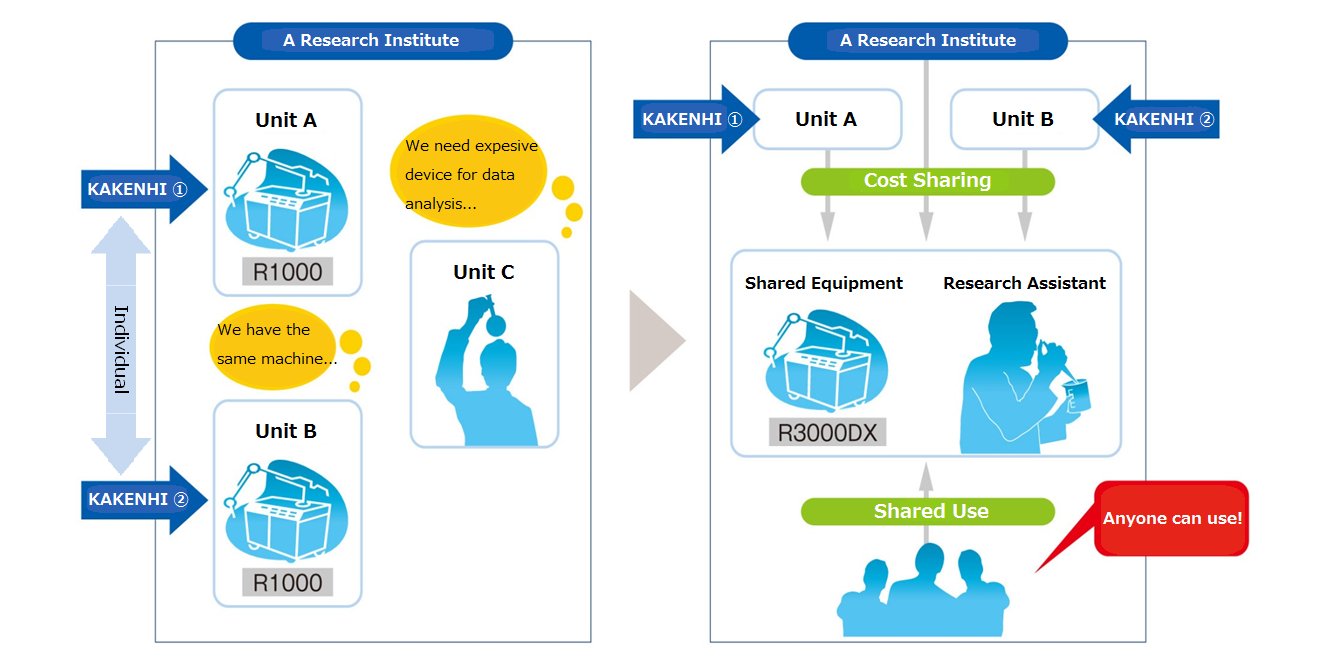 A Research Institute
Unit A
KAKENHI ①
R1000
We need expesive
device for data
analysis...
Unit C
Individual
We have the
same machine...
Unit B
KAKENHI ②
R1000
A Research Institute
KAKENHI ①
Unit A
Unit B
KAKENHI ②
Cost Sharing
Shared Equipment
Research Assistant
R3000DX
Shared Use
Anyone can use!